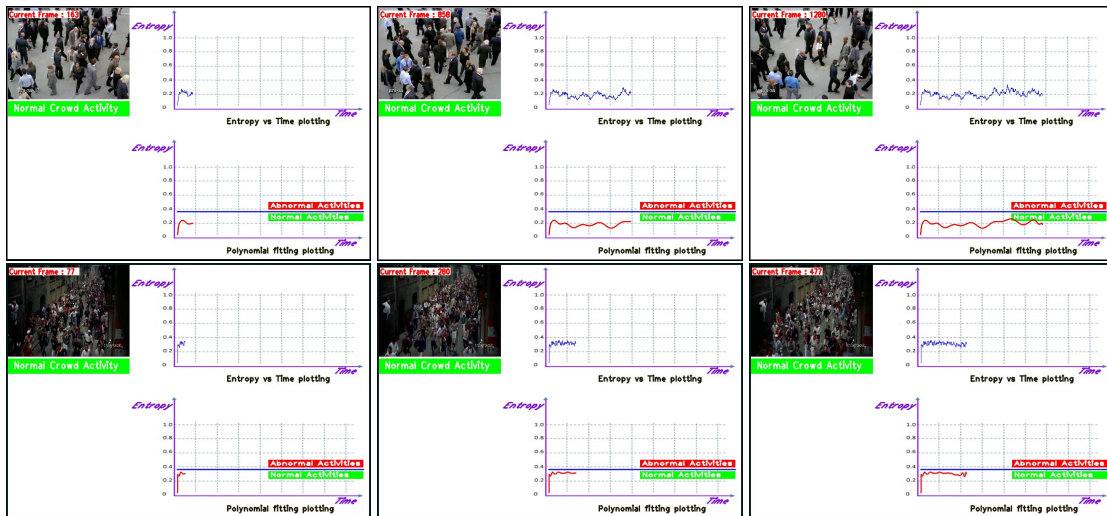 Current Frame : 163
Normal Crowd Activity
Entropy
1.0
0.8
0.6
0.4
0.2
0
Time
Entropy vs Time plotting
Entropy
1.0
0.8
0.6
0.4
0.2
0
Abnormal Activities
Normal Activities
Time
Polynomial fitting plotting
Current Frame : 858
Normal Crowd Activity
Entropy
1.0
0.8
0.6
0.4
0.2
0
Time
Entropy vs Time plotting
Entropy
1.0
0.8
0.6
0.4
0.2
0
Abnormal Activities
Normal Activities
Time
Polynomial fitting plotting
Current Frame : 1280
Normal Crowd Activity
Entropy
1.0
0.8
0.6
0.4
0.2
0
Time
Entropy vs Time plotting
Entropy
1.0
0.8
0.6
0.4
0.2
0
Abnormal Activities
Normal Activities
Time
Polynomial fitting plotting
Current Frame : 77
Normal Crowd Activity
Entropy
1.0
0.8
0.6
0.4
0.2
0
Time
Entropy vs Time plotting
Entropy
1.0
0.8
0.6
0.4
0.2
0
Abnormal Activities
Normal Activities
Time
Polynomial fitting plotting
Current Frame : 280
Normal Crowd Activity
Entropy
1.0
0.8
0.6
0.4
0.2
0
Time
Entropy vs Time plotting
Entropy
1.0
0.8
0.6
0.4
0.2
0
Abnormal Activities
Normal Activities
Time
Polynomial fitting plotting
Current Frame : 477
Normal Crowd Activity
Entropy
1.0
0.8
0.6
0.4
0.2
0
Time
Entropy vs Time plotting
Entropy
1.0
0.8
0.6
0.4
0.2
0
Abnormal Activities
Normal Activities
Time
Polynomial fitting plotting